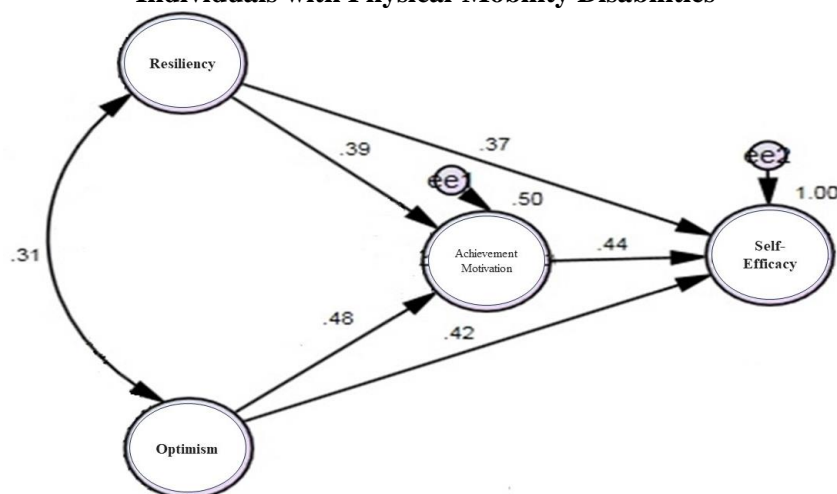 Individuals with Physical Mobility Disabilities
Resiliency
.37
.39
ee2
ee1
.50
1.00
Achievement
Motivation
Self-
Efficacy
.44
.31
.48
.42
Optimism